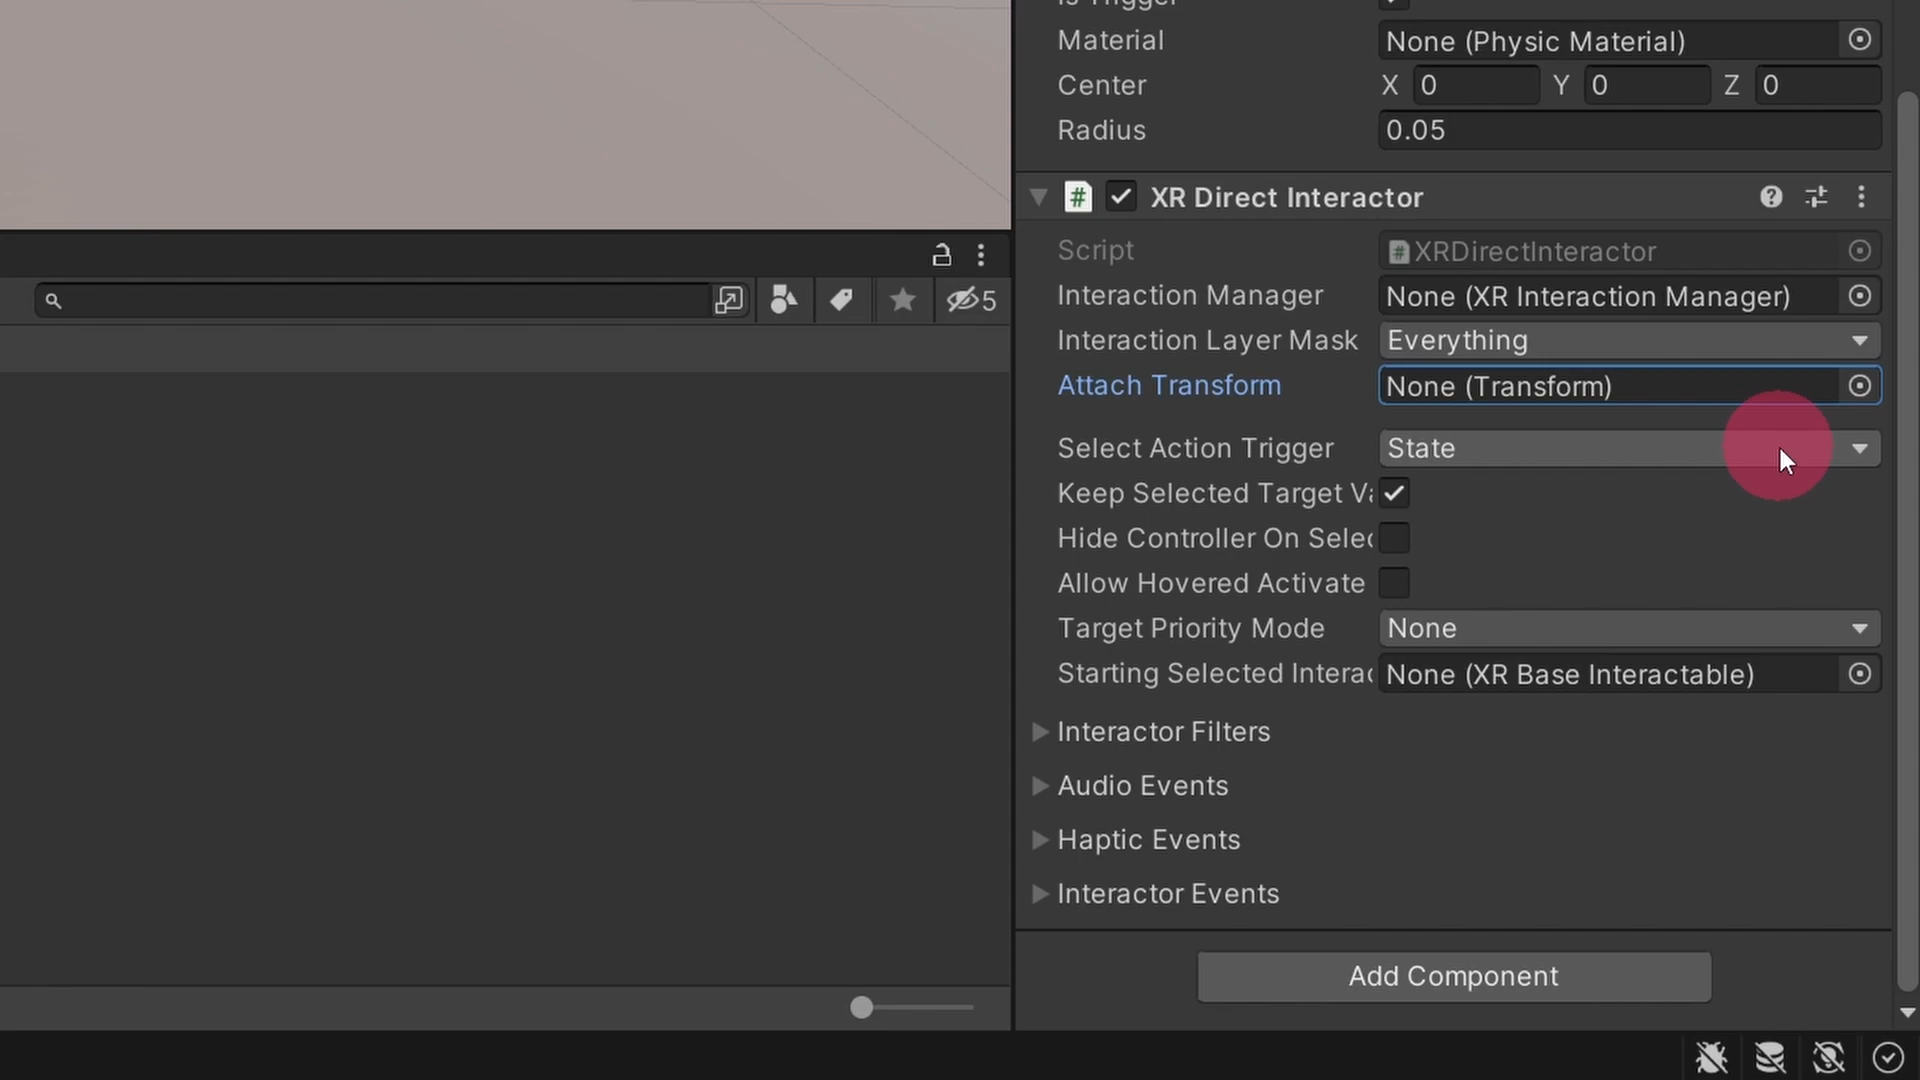 Is Trigger
Material None (Physic Material)
Center X 0 Y 0 Z 0
Radius 0.05
# XR Direct Interactor
Script # XRDirectInteractor
Interaction Manager None (XR Interaction Manager)
5
Interaction Layer Mask Everything
Attach Transform None (Transform)
Select Action Trigger State
Keep Selected Target Va
Hide Controller On Selec
Allow Hovered Activate
Target Priority Mode None
Starting Selected Interac None (XR Base Interactable)
Interactor Filters
Audio Events
Haptic Events
Interactor Events
Add Component